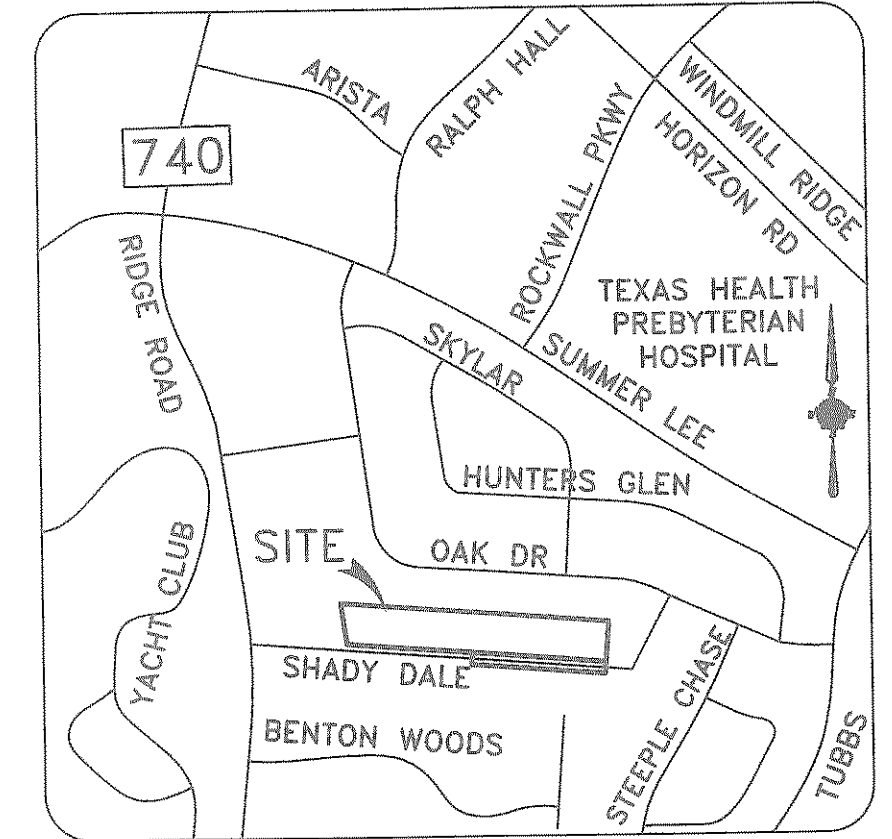 ARISTA
RALPH HALL
WINDMILL RIDGE
740
ROCKWALL PKWY
HORIZON RD
RIDGE ROAD
TEXAS HEALTH
PREBYTERIAN
HOSPITAL
SKYLAR
SUMMER LEE
HUNTERS GLEN
SITE
OAK DR
YACHT CLUB
SHADY DALE
STEEPLE CHASE
BENTON WOODS
TUBBS